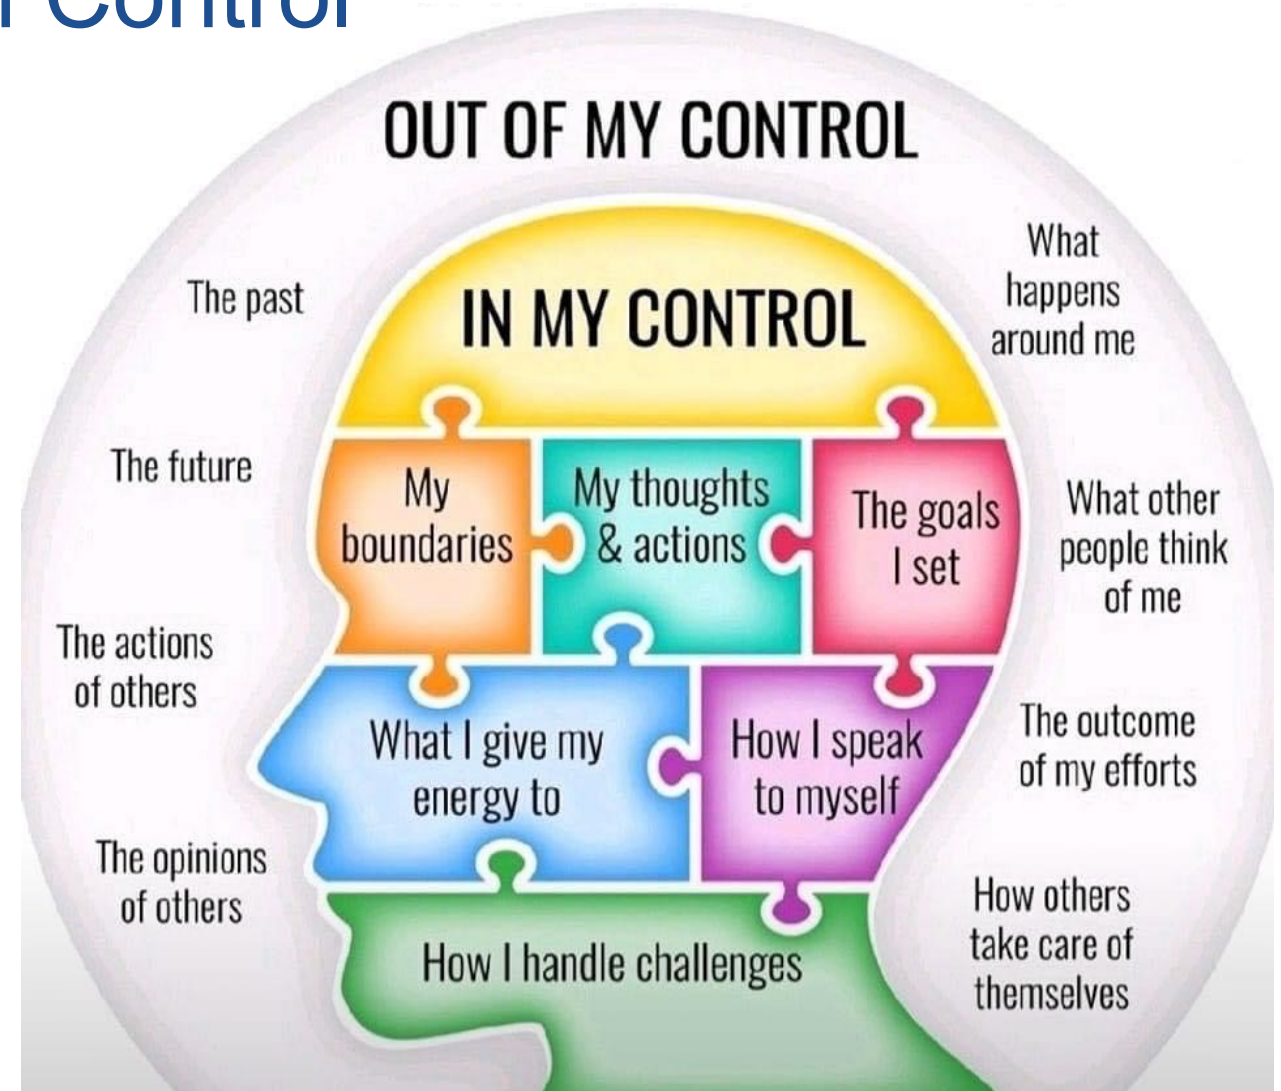 Control
OUT OF MY CONTROL
IN MY CONTROL
The past
The future
The actions
of others
The opinions
of others
My
boundaries
My thoughts
& actions
The goals
I set
What I give my
energy to
How I speak
to myself
How I handle challenges
What
happens
around me
What other
people think
of me
The outcome
of my efforts
How others
take care of
themselves